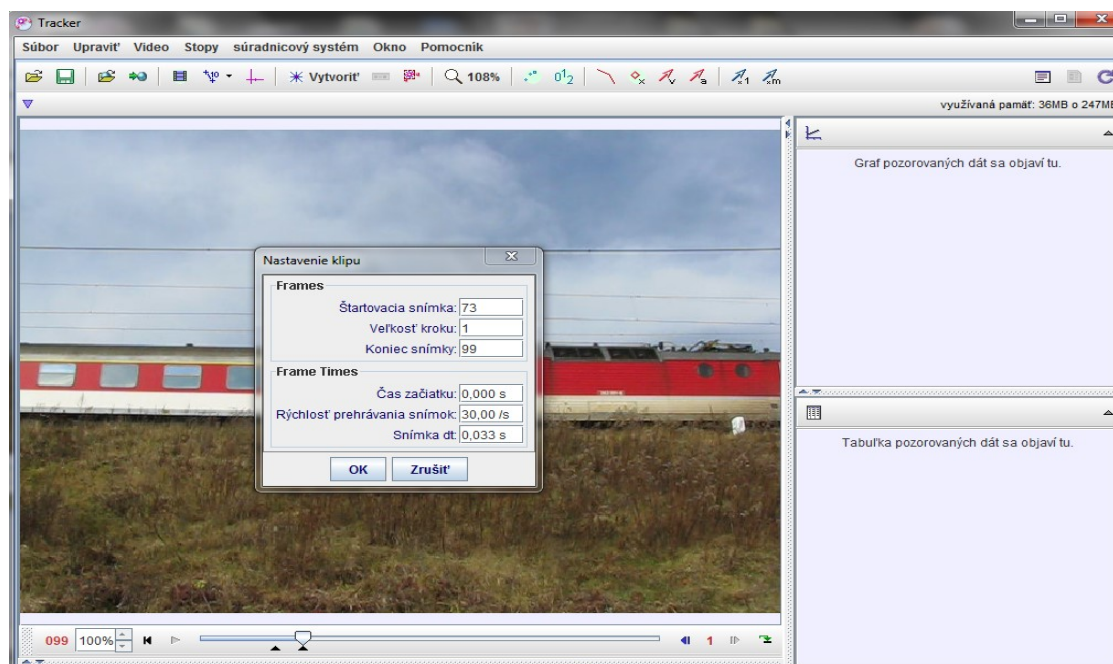 Tracker
Súbor Upraviť Video Stopy súradnicový systém Okno Pomocník
Vytvoriť 108%
využívaná pamäť: 36MB o 247MB
Graf pozorovaných dát sa objaví tu.
Nastavenie klipu
Frames
Štartovacia snímka: 73
Veľkosť kroku: 1
Koniec snímky: 99
Frame Times
Čas začiatku: 0,000 s
Rýchlosť prehrávania snímok: 30,00 /s
Snímka dt: 0,033 s
OK Zrušiť
Tabuľka pozorovaných dát sa objaví tu.
099 100% 1